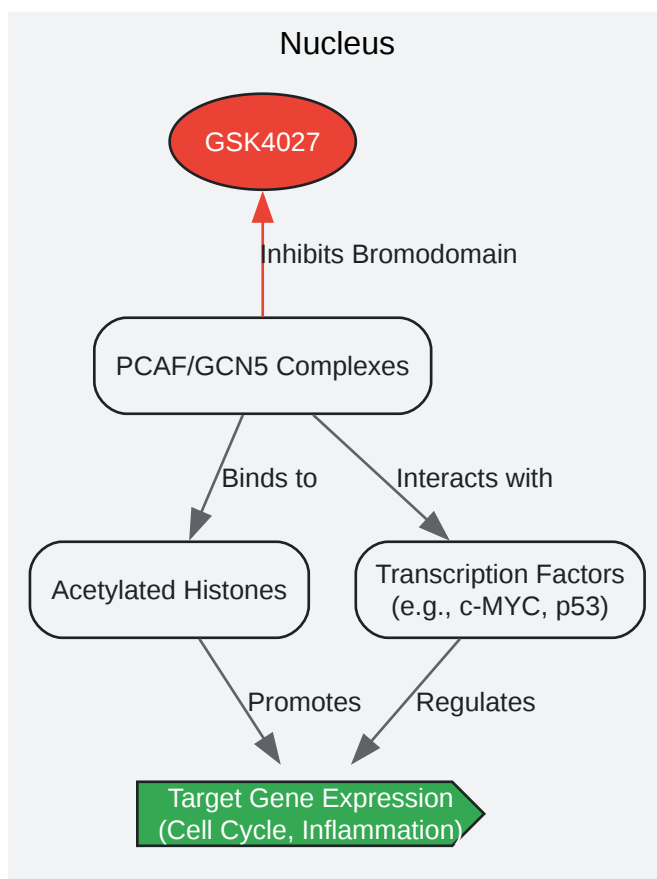 Nucleus
GSK4027
Inhibits Bromodomain
PCAF/GCN5 Complexes
Binds to
Interacts with
Acetylated Histones
Transcription Factors
(e.g., c-MYC, p53)
Promotes
Regulates
Target Gene Expression
(Cell Cycle, Inflammation)